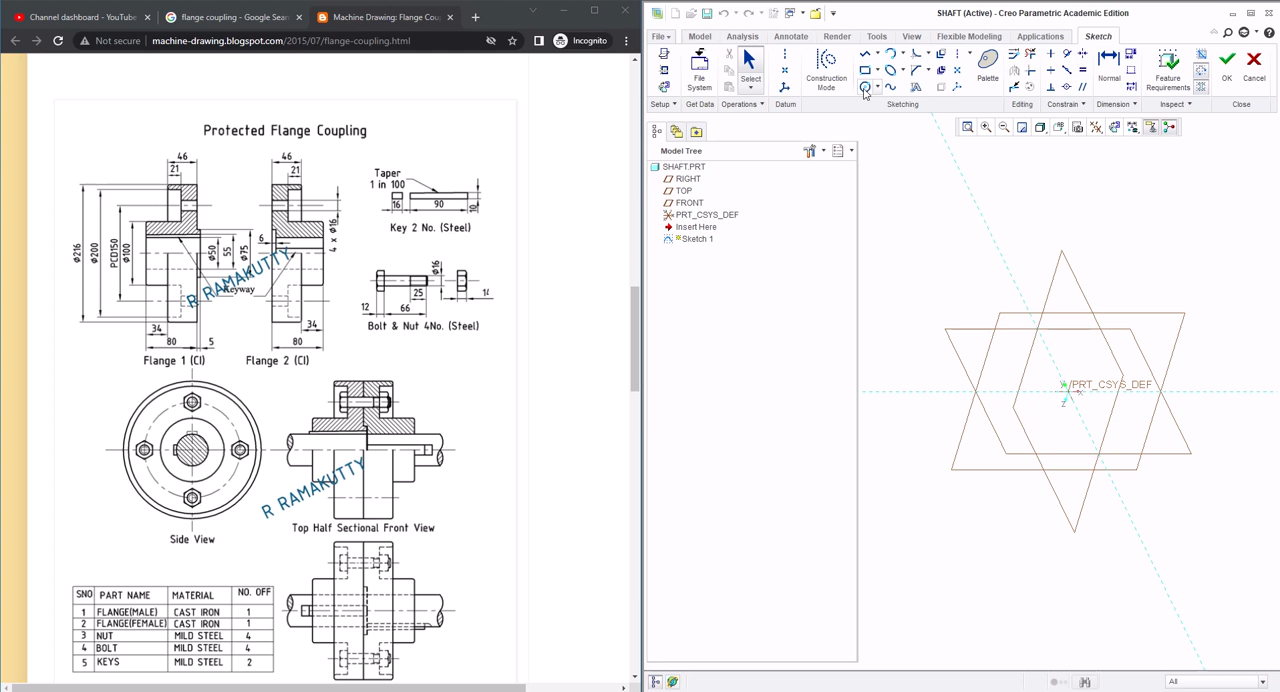 Channel dashboard - YouTube
flange coupling - Google Sear
Machine Drawing: Flange Cou
SHAFT (Active) - Creo Parametric Academic Edition
Not secure
machine-drawing.blogspot.com/2015/07/flange-coupling.html
Incognito
File
Model
Analysis
Annotate
Render
Tools
View
Flexible Modeling
Applications
Sketch
File System
Select
Construction Mode
Palette
Normal
Feature Requirements
OK
Cancel
Setup
Get Data
Operations
Datum
Sketching
Editing
Constrain
Dimension
Inspect
Close
Model Tree
SHAFT.PRT
RIGHT
TOP
FRONT
PRT_CSYS_DEF
Insert Here
Sketch 1
Protected Flange Coupling
46
21
46
21
Ø216
Ø200
PCD150
Ø100
Ø50
55
Ø75
6
4 x Ø16
Keyway
R RAMAKUTTY
34
80
5
34
80
Flange 1 (CI)
Flange 2 (CI)
Taper
1 in 100
16
90
10
Key 2 No. (Steel)
Ø16
25
12
66
Bolt & Nut 4No. (Steel)
Side View
R RAMAKUTTY
Top Half Sectional Front View
SNO PART NAME MATERIAL NO. OFF
1 FLANGE(MALE) CAST IRON 1
2 FLANGE(FEMALE) CAST IRON 1
3 NUT MILD STEEL 4
4 BOLT MILD STEEL 4
5 KEYS MILD STEEL 2
PRT_CSYS_DEF
Y
X
Z
All